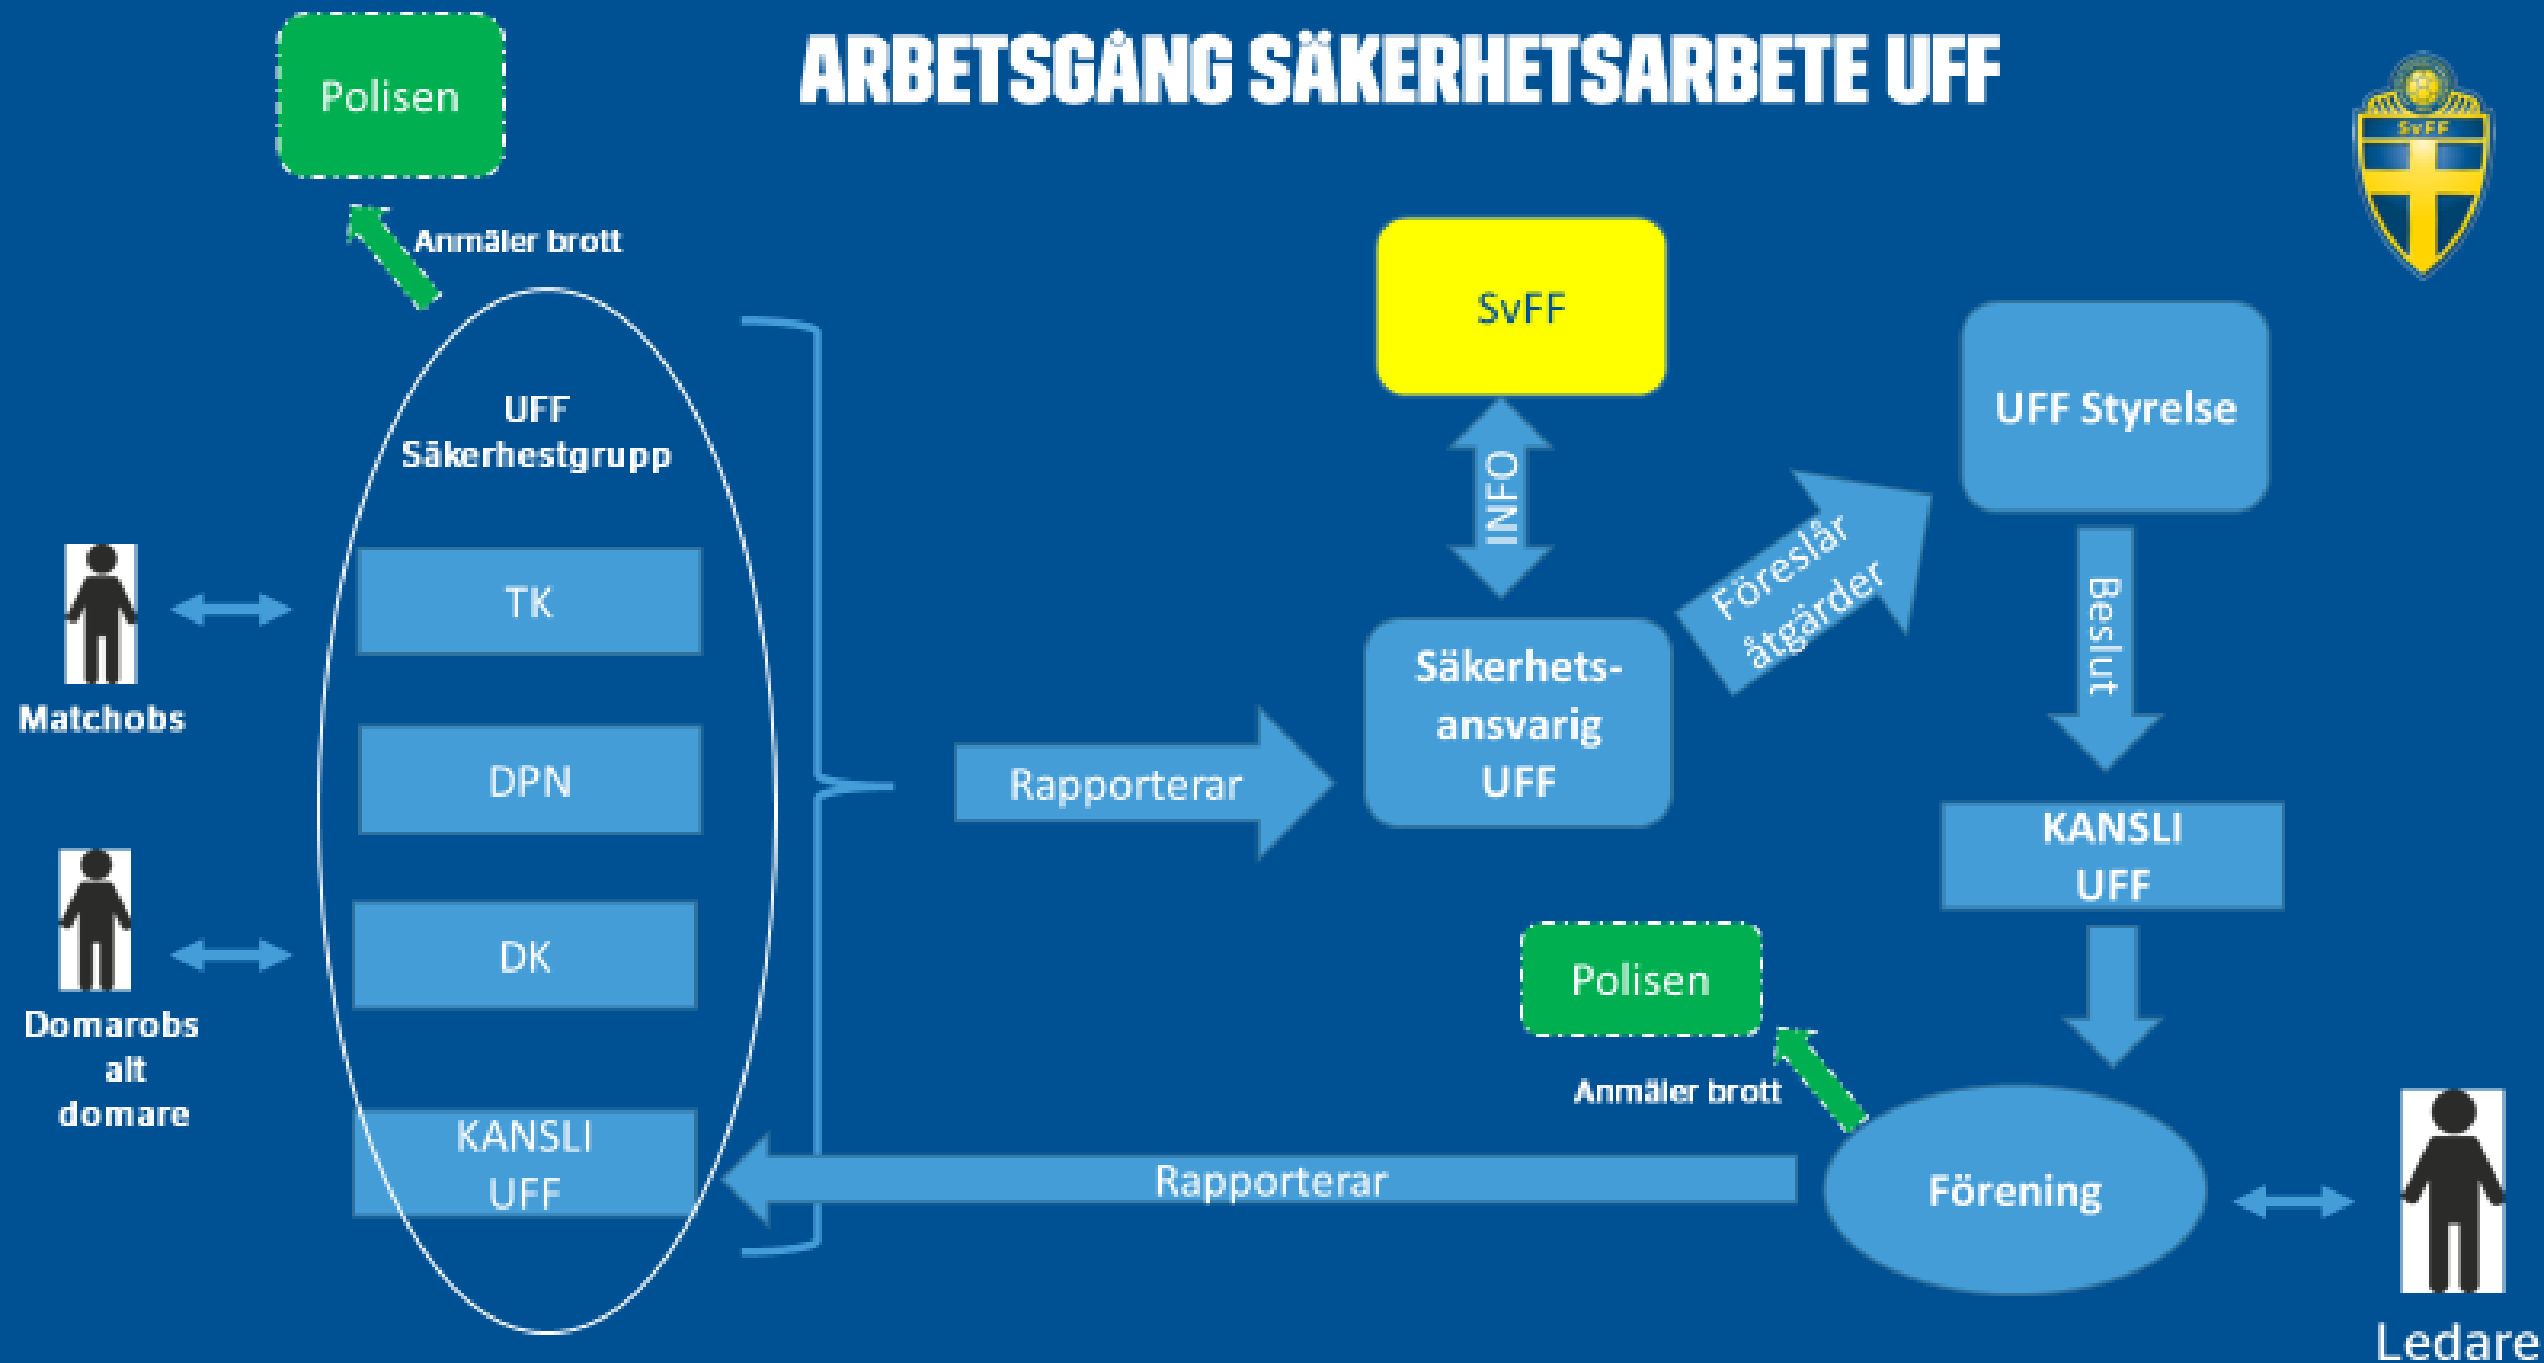 ARBETSGÅNG SÄKERHETSARBETE UFF
SvFF
Polisen
Anmäler brott
UFF
Säkerhestgrupp
TK
DPN
DK
KANSLI
UFF
Matchobs
Domarobs
alt
domare
Rapporterar
SvFF
INFO
Säkerhets-
ansvarig
UFF
Föreslår
åtgärder
UFF Styrelse
Beslut
KANSLI
UFF
Polisen
Anmäler brott
Förening
Rapporterar
Ledare